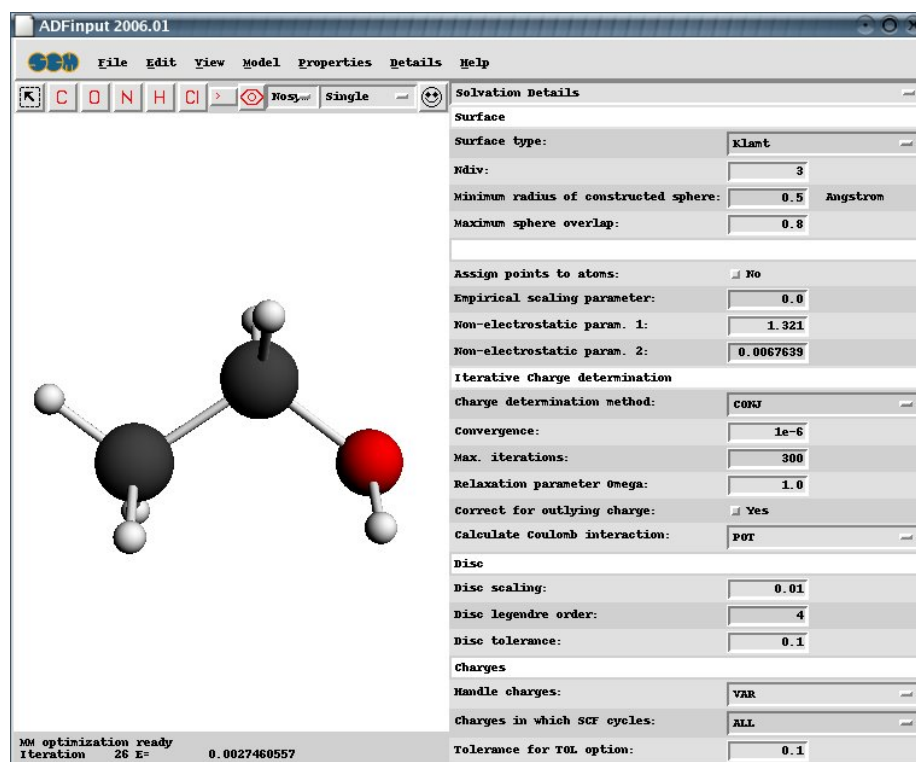 ADFinput 2006.01
SCM File Edit View Model Properties Details Help
C O N H Cl > Nosy Single
Solvation Details
Surface
Surface type: Klamt
Ndiv: 3
Minimum radius of constructed sphere: 0.5 Angstrom
Maximum sphere overlap: 0.8
Assign points to atoms: No
Empirical scaling parameter: 0.0
Non-electrostatic param. 1: 1.321
Non-electrostatic param. 2: 0.0067639
Iterative Charge determination
Charge determination method: CONJ
Convergence: 1e-6
Max. iterations: 300
Relaxation parameter Omega: 1.0
Correct for outlying charge: Yes
Calculate Coulomb interaction: POT
Disc
Disc scaling: 0.01
Disc legendre order: 4
Disc tolerance: 0.1
Charges
Handle charges: VAR
Charges in which SCF cycles: ALL
Tolerance for TOL option: 0.1
MM optimization ready
Iteration 26 E= 0.0027460557